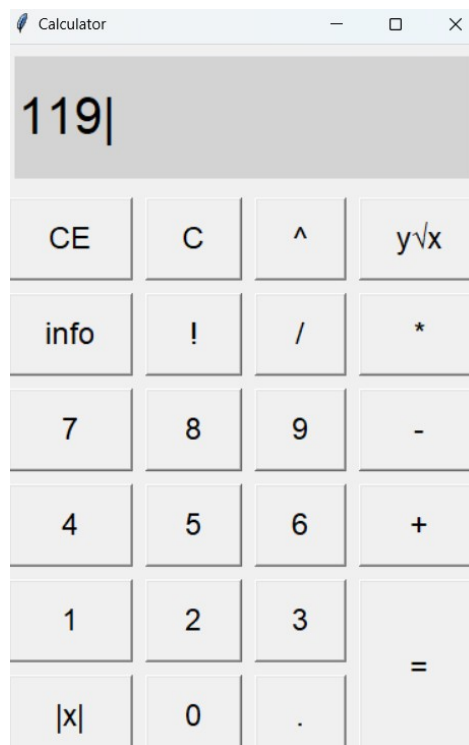 Calculator
119|
CE C ^ y√x
info ! / *
7 8 9 -
4 5 6 +
1 2 3
=
|x| 0 .